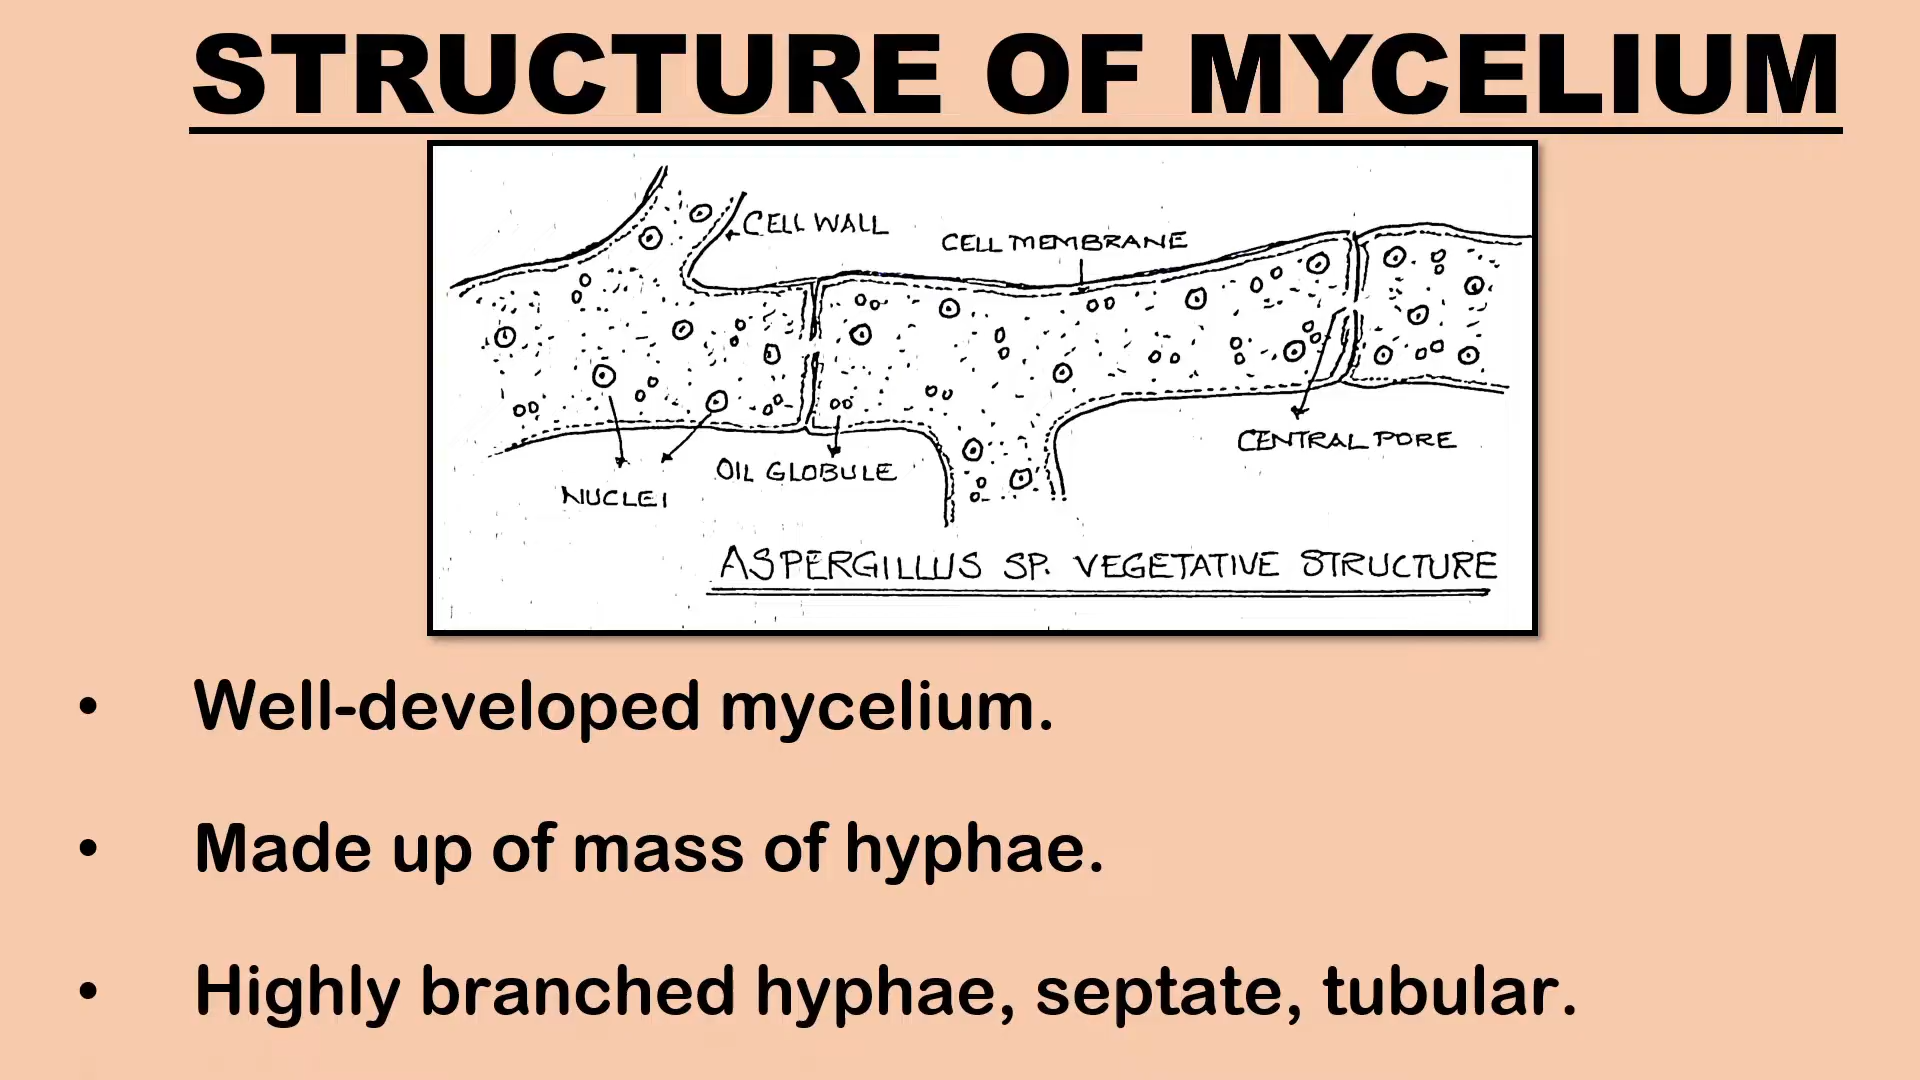 STRUCTURE OF MYCELIUM
CELL WALL
CELL MEMBRANE
CENTRAL PORE
OIL GLOBULE
NUCLEI
ASPERGILLUS SP. VEGETATIVE STRUCTURE
• Well-developed mycelium.
• Made up of mass of hyphae.
• Highly branched hyphae, septate, tubular.